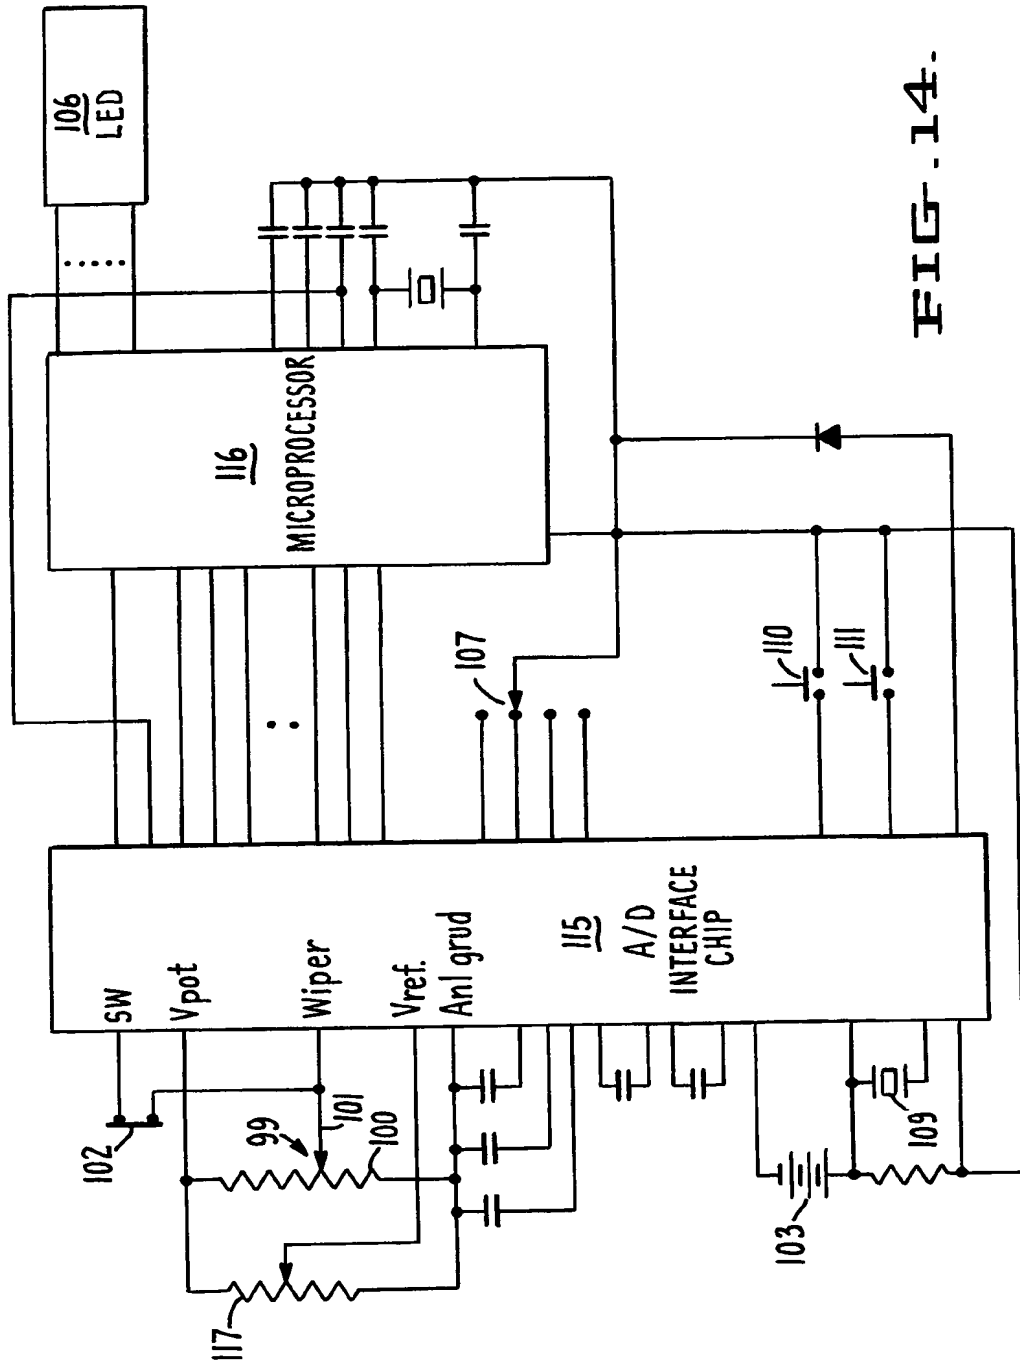 106
LED
116
MICROPROCESSOR
107
110
111
SW
Vpot
Wiper
Vref.
Anl grud
115
A/D
INTERFACE
CHIP
102
99
101
100
117
103
109
FIG. 14.